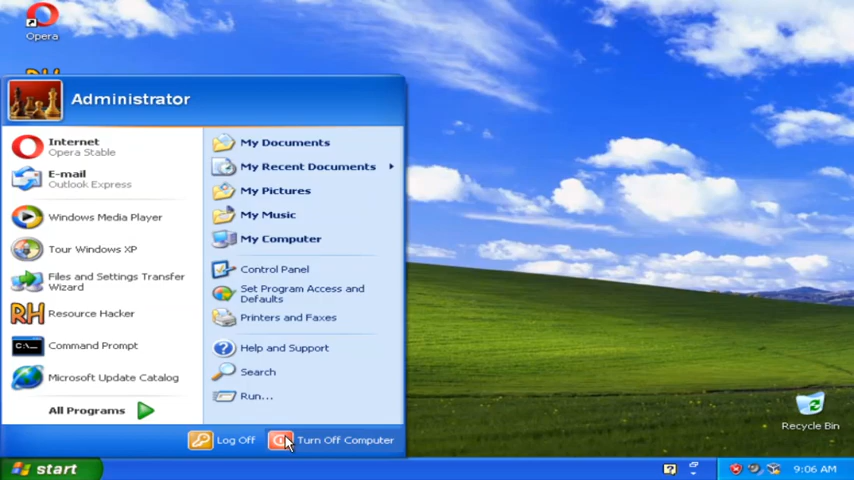 Opera
RH
Administrator
Internet
Opera Stable
E-mail
Outlook Express
Windows Media Player
Tour Windows XP
Files and Settings Transfer
Wizard
RH Resource Hacker
C:\_ Command Prompt
Microsoft Update Catalog
All Programs
My Documents
My Recent Documents
My Pictures
My Music
My Computer
Control Panel
Set Program Access and
Defaults
Printers and Faxes
Help and Support
Search
Run...
Log Off
Turn Off Computer
Recycle Bin
start
9:06 AM